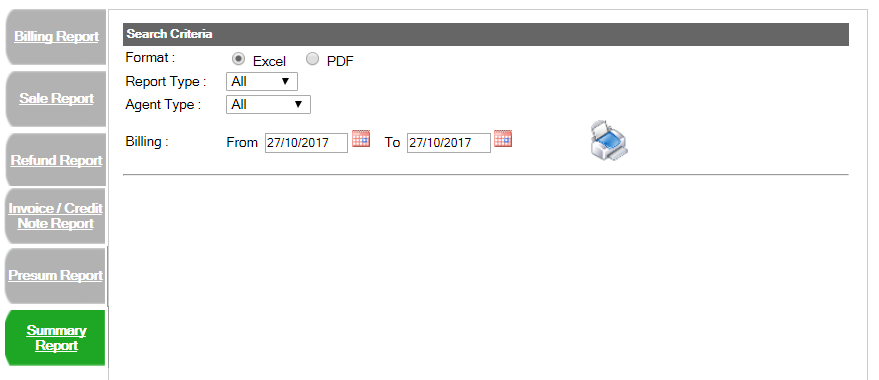 Billing Report
Sale Report
Refund Report
Invoice / Credit
Note Report
Presum Report
Summary
Report
Search Criteria
Format : Excel PDF
Report Type : All
Agent Type : All
Billing : From 27/10/2017 To 27/10/2017